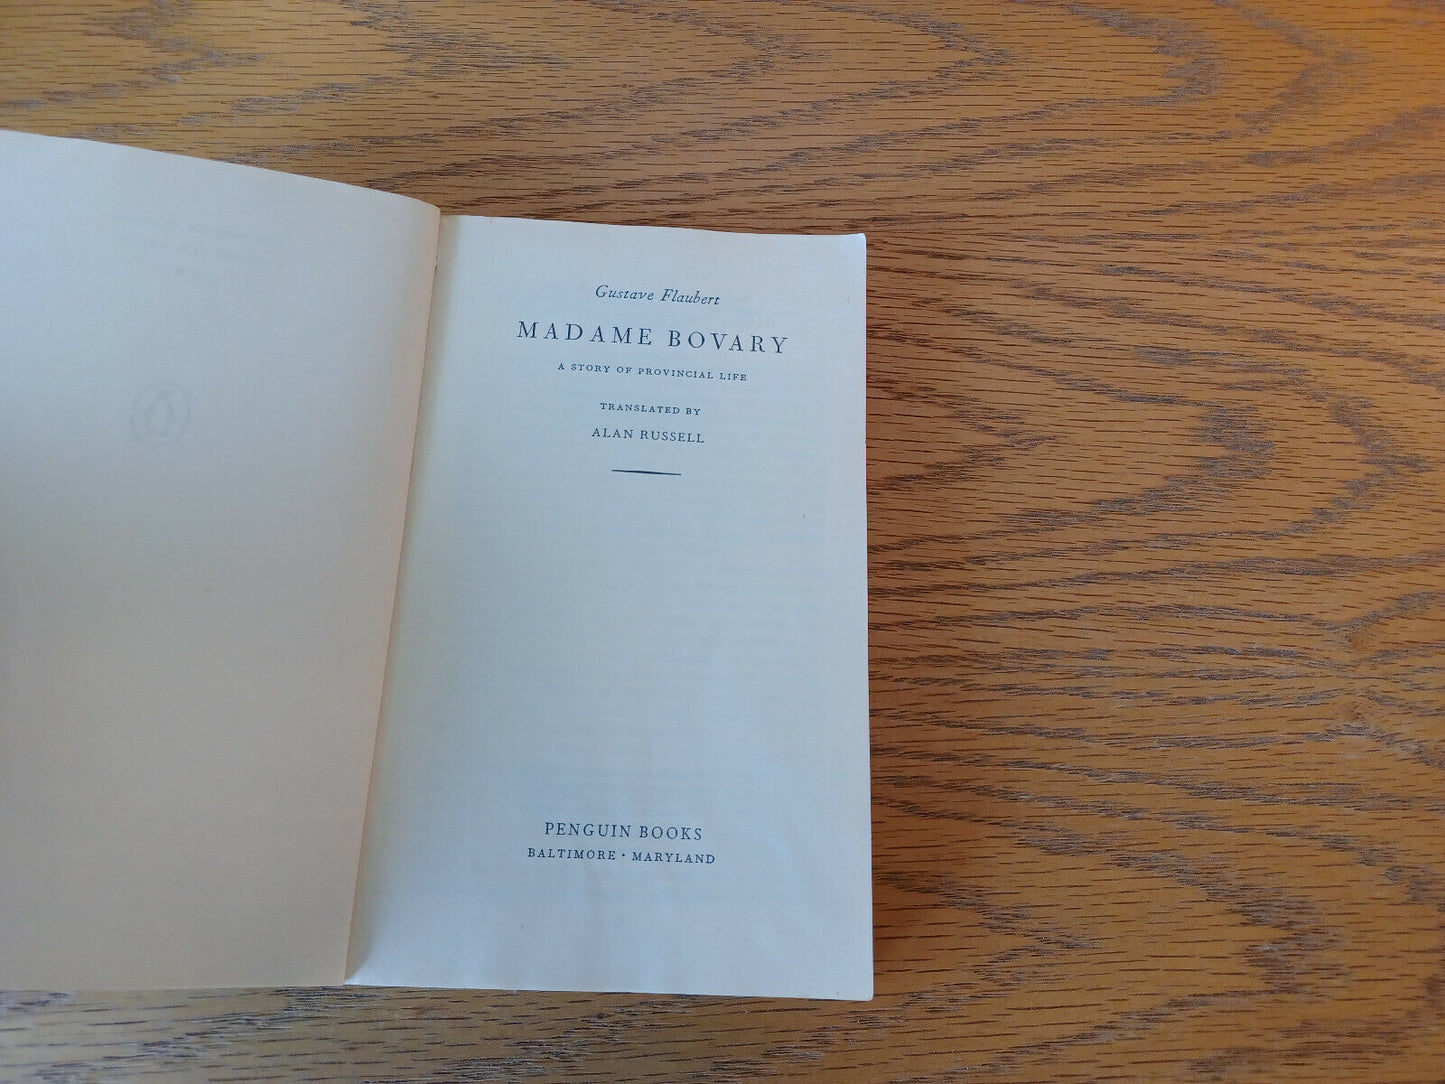 Gustave Flaubert
MADAME BOVARY
A STORY OF PROVINCIAL LIFE
TRANSLATED BY
ALAN RUSSELL
PENGUIN BOOKS
BALTIMORE · MARYLAND